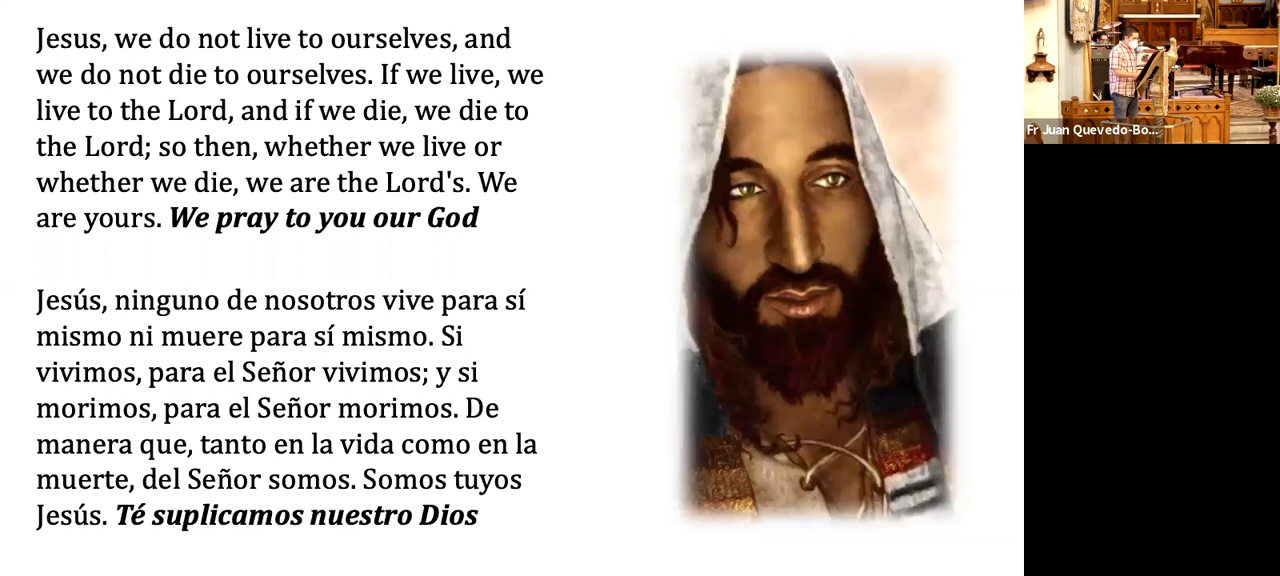 Jesus, we do not live to ourselves, and
we do not die to ourselves. If we live, we
live to the Lord, and if we die, we die to
the Lord; so then, whether we live or
whether we die, we are the Lord's. We
are yours. We pray to you our God
Jesús, ninguno de nosotros vive para sí
mismo ni muere para sí mismo. Si
vivimos, para el Señor vivimos; y si
morimos, para el Señor morimos. De
manera que, tanto en la vida como en la
muerte, del Señor somos. Somos tuyos
Jesús. Té suplicamos nuestro Dios
Fr Juan Quevedo-Bo...